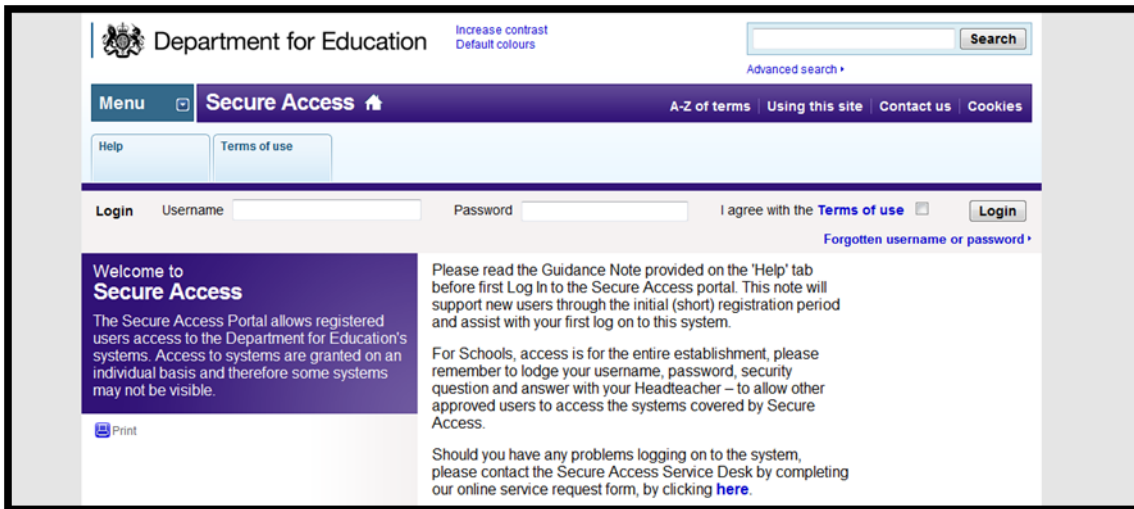 Department for Education
Increase contrast
Default colours
Search
Advanced search
Menu
Secure Access
A-Z of terms
Using this site
Contact us
Cookies
Help
Terms of use
Login
Username
Password
I agree with the Terms of use
Login
Forgotten username or password
Welcome to
Secure Access
The Secure Access Portal allows registered
users access to the Department for Education's
systems. Access to systems are granted on an
individual basis and therefore some systems
may not be visible.
Print
Please read the Guidance Note provided on the 'Help' tab
before first Log In to the Secure Access portal. This note will
support new users through the initial (short) registration period
and assist with your first log on to this system.
For Schools, access is for the entire establishment, please
remember to lodge your username, password, security
question and answer with your Headteacher – to allow other
approved users to access the systems covered by Secure
Access.
Should you have any problems logging on to the system,
please contact the Secure Access Service Desk by completing
our online service request form, by clicking here.